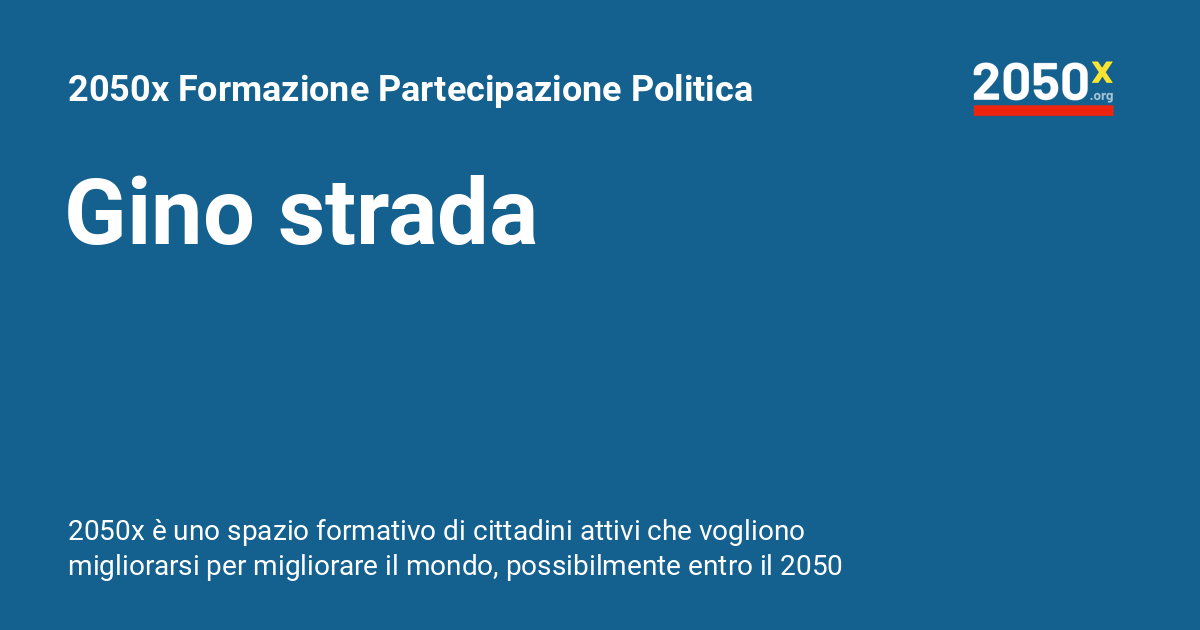 2050x Formazione Partecipazione Politica
2050x
.org
Gino strada
2050x è uno spazio formativo di cittadini attivi che vogliono
migliorarsi per migliorare il mondo, possibilmente entro il 2050